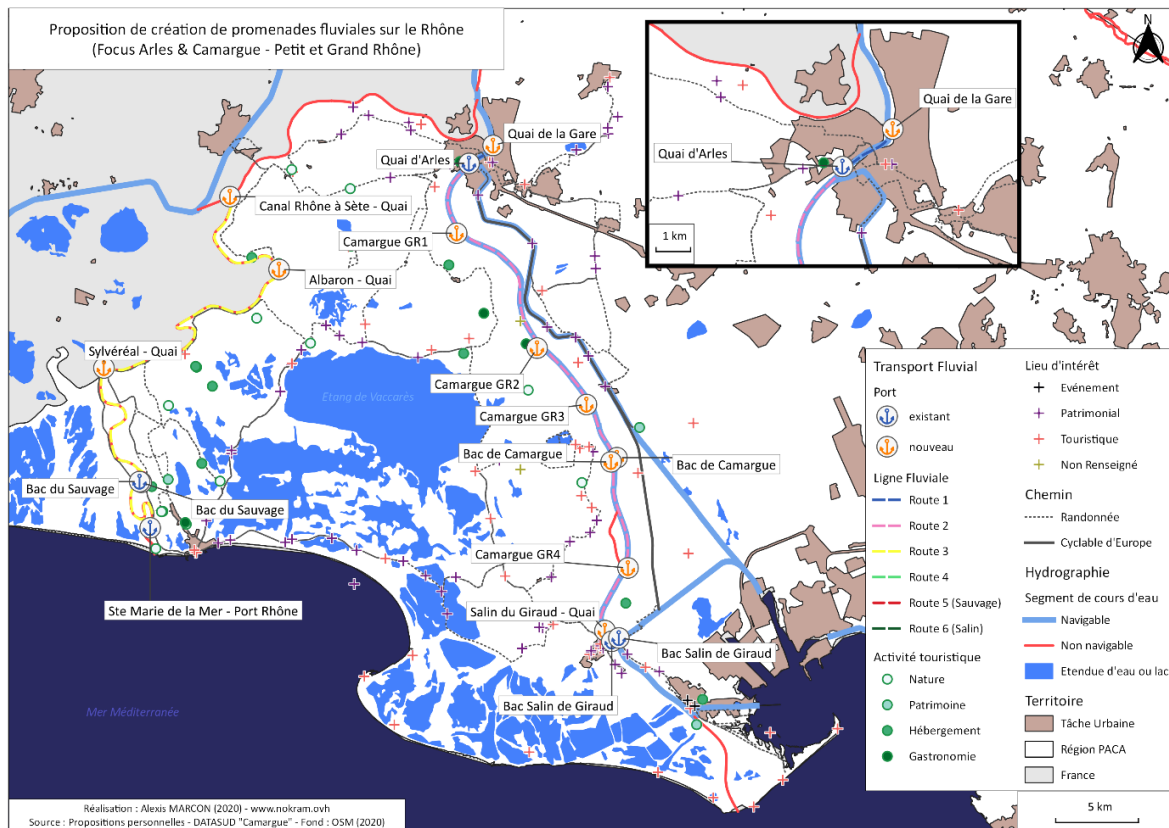 Proposition de création de promenades fluviales sur le Rhône
(Focus Arles & Camargue - Petit et Grand Rhône)
N
Quai de la Gare
Quai d'Arles
1 km
Quai de la Gare
Quai d'Arles
Canal Rhône à Sète - Quai
Camargue GR1
Albaron - Quai
Sylvéréal - Quai
Camargue GR2
Etang de Vaccarès
Camargue GR3
Bac de Camargue
Bac de Camargue
Bac du Sauvage
Bac du Sauvage
Camargue GR4
Ste Marie de la Mer - Port Rhône
Salin du Giraud - Quai
Bac Salin de Giraud
Bac Salin de Giraud
Mer Méditerronée
Transport Fluvial
Port
existant
nouveau
Ligne Fluviale
Route 1
Route 2
Route 3
Route 4
Route 5 (Sauvage)
Route 6 (Salin)
Activité touristique
Nature
Patrimoine
Hébergement
Gastronomie
Lieu d'intérêt
Evénement
Patrimonial
Touristique
Non Renseigné
Chemin
Randonnée
Cyclable d'Europe
Hydrographie
Segment de cours d'eau
Navigable
Non navigable
Etendue d'eau ou lac
Territoire
Tâche Urbaine
Région PACA
France
5 km
Réalisation : Alexis MARCON (2020) - www.nokram.ovh
Source : Propositions personnelles - DATASUD "Camargue" - Fond : OSM (2020)